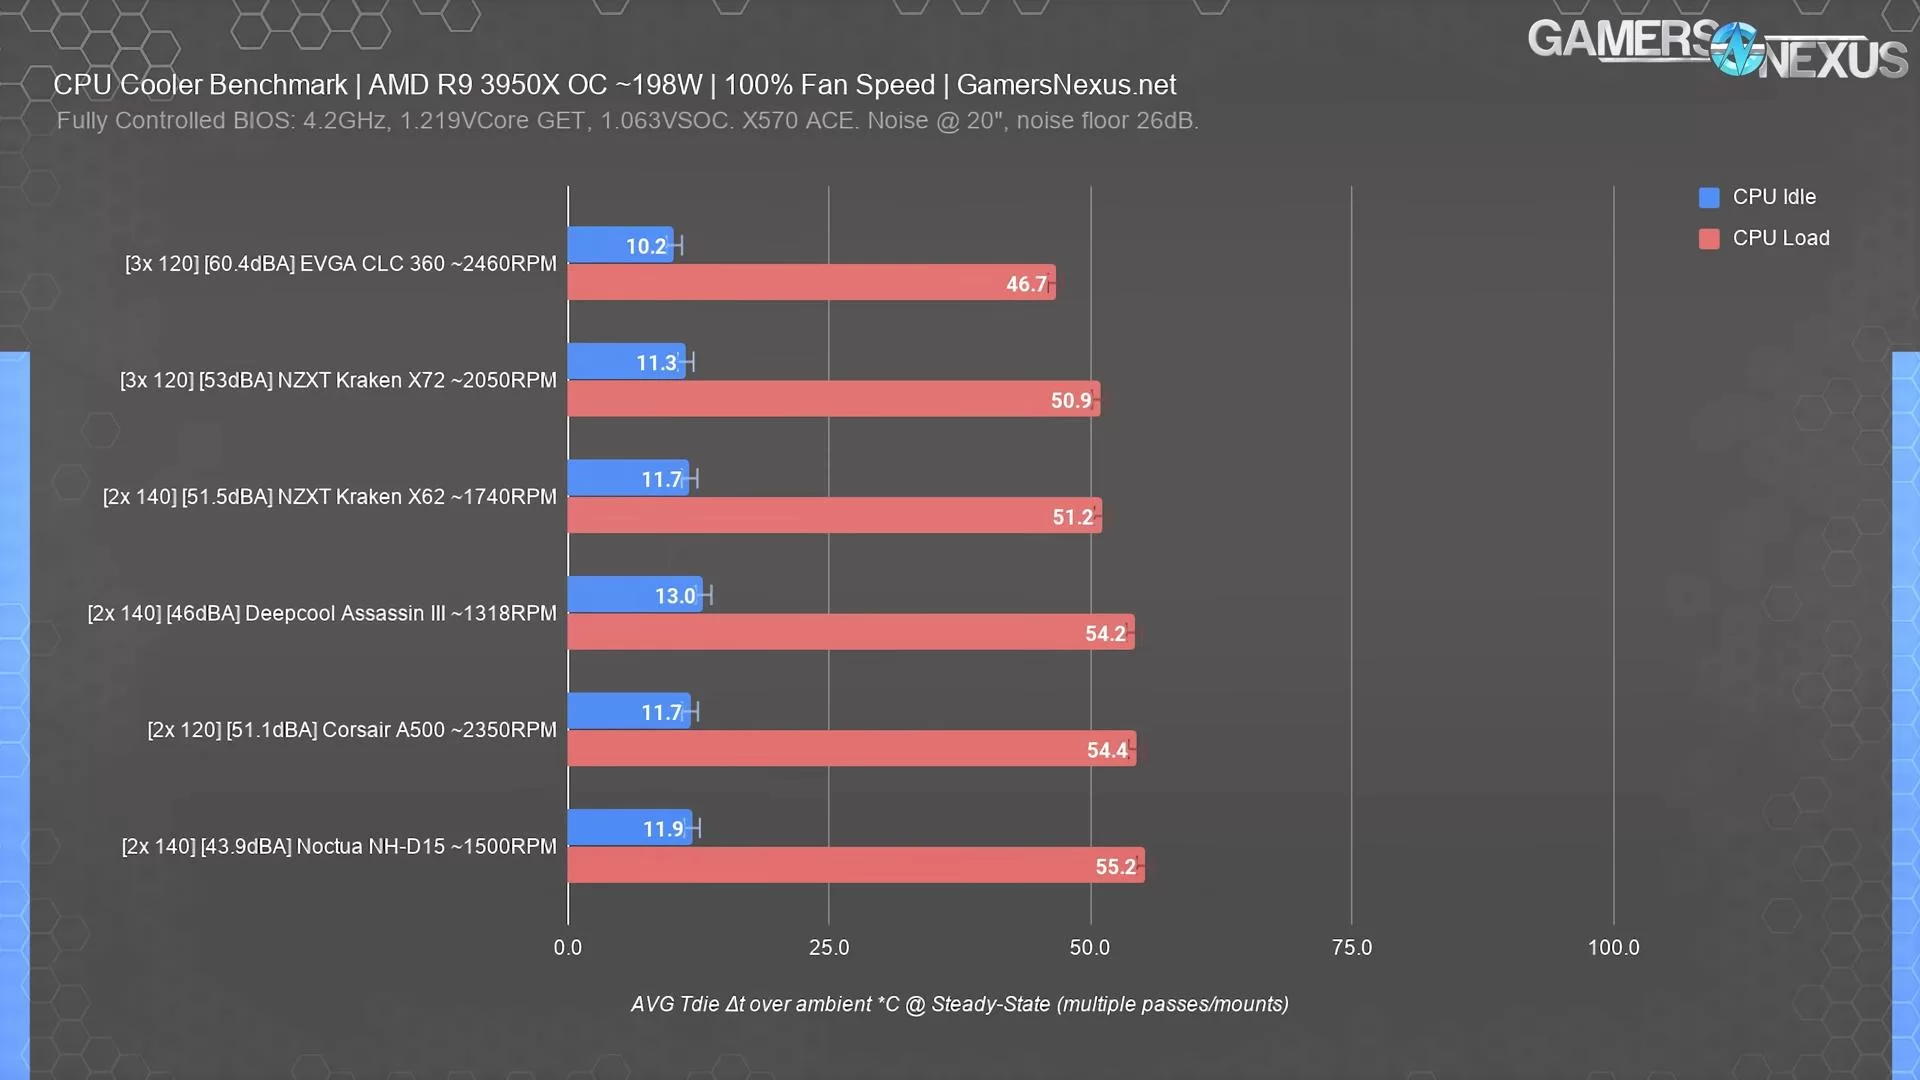 GAMERS NEXUS
CPU Cooler Benchmark | AMD R9 3950X OC ~198W | 100% Fan Speed | GamersNexus.net
Fully Controlled BIOS: 4.2GHz, 1.219VCore GET, 1.063VSOC. X570 ACE. Noise @ 20", noise floor 26dB.
CPU Idle
CPU Load
[3x 120] [60.4dBA] EVGA CLC 360 ~2460RPM
10.2
46.7
[3x 120] [53dBA] NZXT Kraken X72 ~2050RPM
11.3
50.9
[2x 140] [51.5dBA] NZXT Kraken X62 ~1740RPM
11.7
51.2
[2x 140] [46dBA] Deepcool Assassin III ~1318RPM
13.0
54.2
[2x 120] [51.1dBA] Corsair A500 ~2350RPM
11.7
54.4
[2x 140] [43.9dBA] Noctua NH-D15 ~1500RPM
11.9
55.2
0.0 25.0 50.0 75.0 100.0
AVG Tdie Δt over ambient *C @ Steady-State (multiple passes/mounts)